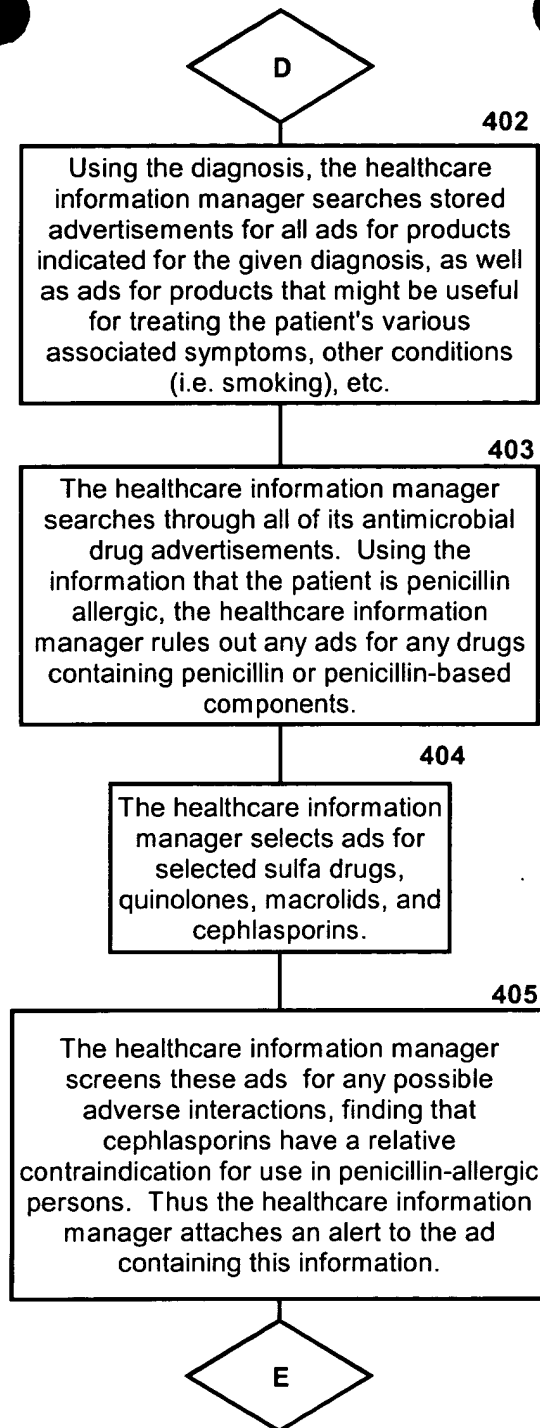 D
402
Using the diagnosis, the healthcare
information manager searches stored
advertisements for all ads for products
indicated for the given diagnosis, as well
as ads for products that might be useful
for treating the patient's various
associated symptoms, other conditions
(i.e. smoking), etc.
403
The healthcare information manager
searches through all of its antimicrobial
drug advertisements. Using the
information that the patient is penicillin
allergic, the healthcare information
manager rules out any ads for any drugs
containing penicillin or penicillin-based
components.
404
The healthcare information
manager selects ads for
selected sulfa drugs,
quinolones, macrolids, and
cephlasporins.
405
The healthcare information manager
screens these ads for any possible
adverse interactions, finding that
cephlasporins have a relative
contraindication for use in penicillin-allergic
persons. Thus the healthcare information
manager attaches an alert to the ad
containing this information.
E